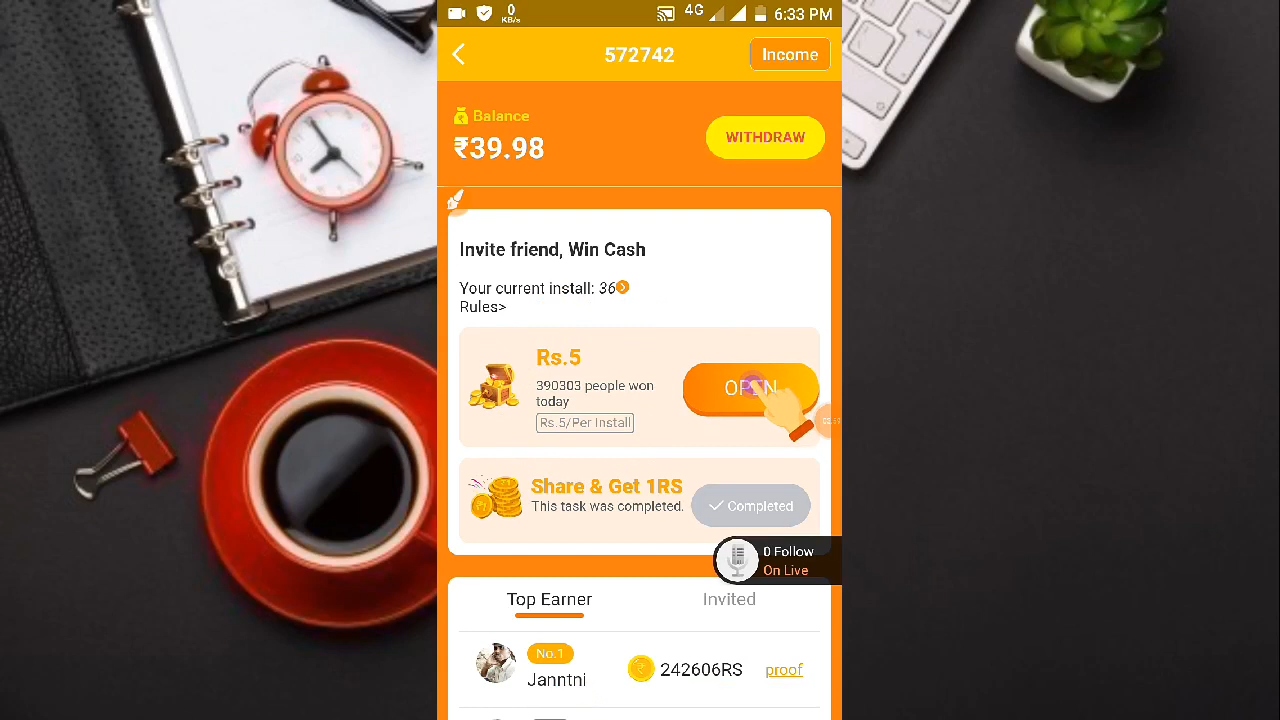 0
KB/s
4G
6:33 PM
572742
Income
Balance
₹39.98
WITHDRAW
Invite friend, Win Cash
Your current install: 36
Rules>
Rs.5
390303 people won
today
Rs.5/Per Install
OPEN
Share & Get 1RS
This task was completed.
Completed
0 Follow
On Live
Top Earner
Invited
No.1
Janntni
242606RS
proof